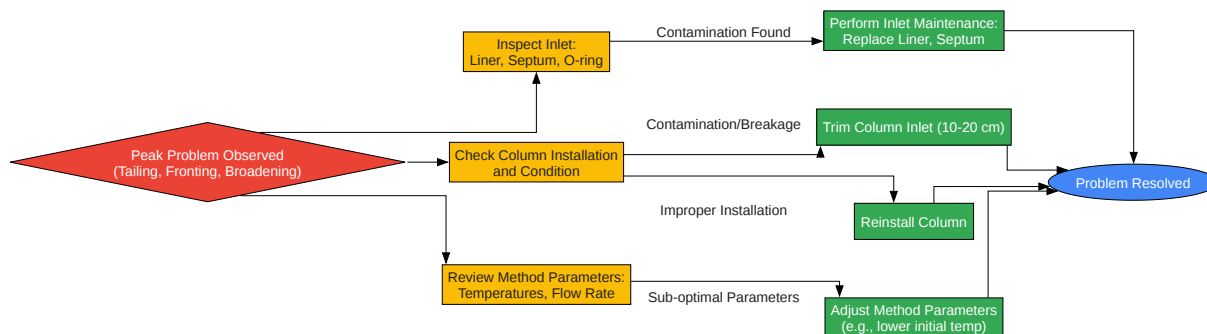 Inspect Inlet:
Liner, Septum, O-ring
Contamination Found
Perform Inlet Maintenance:
Replace Liner, Septum
Peak Problem Observed
(Tailing, Fronting, Broadening)
Check Column Installation
and Condition
Contamination/Breakage
Trim Column Inlet (10-20 cm)
Improper Installation
Reinstall Column
Problem Resolved
Review Method Parameters:
Temperatures, Flow Rate
Sub-optimal Parameters
Adjust Method Parameters
(e.g., lower initial temp)